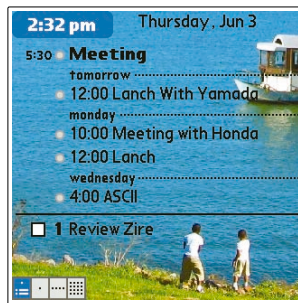 2:32 pm Thursday, Jun 3
5:30 Meeting
tomorrow
12:00 Lanch With Yamada
monday
10:00 Meeting with Honda
12:00 Lanch
wednesday
4:00 ASCII
1 Review Zire